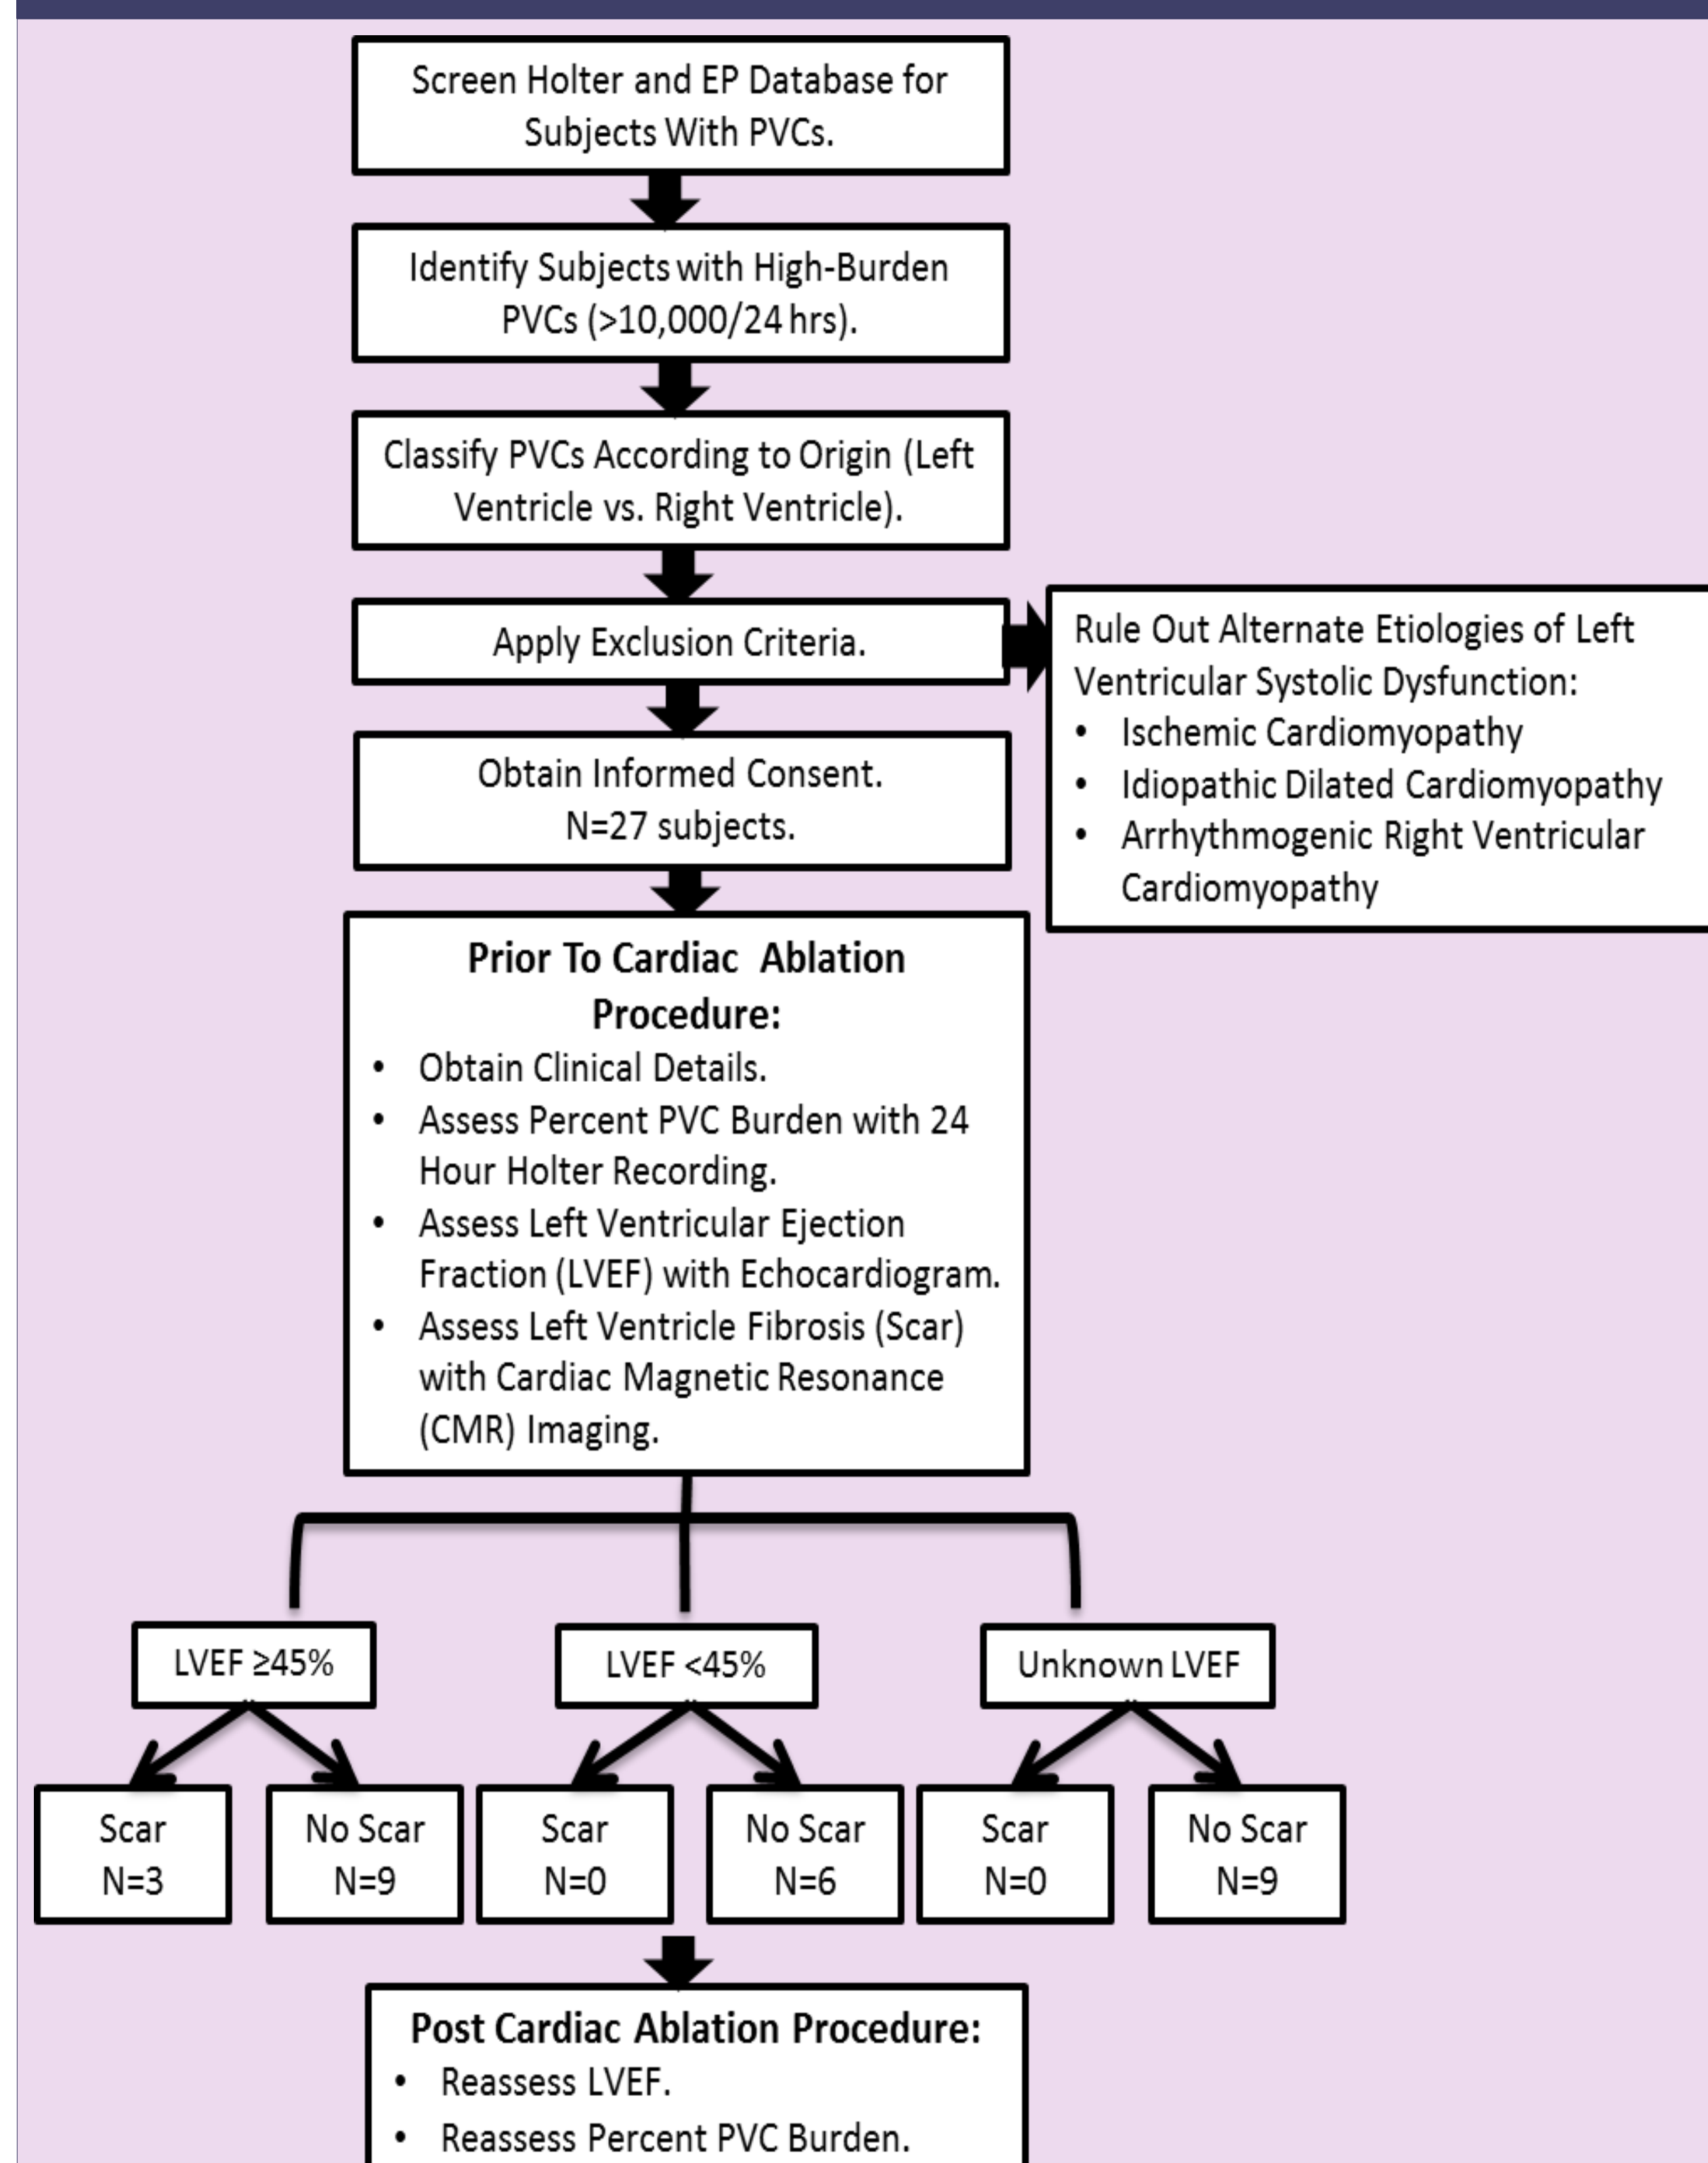 Screen Holter and EP Database for
Subjects With PVCs.
Identify Subjects with High-Burden
PVCs (>10,000/24 hrs).
Classify PVCs According to Origin (Left
Ventricle vs. Right Ventricle).
Apply Exclusion Criteria.
Rule Out Alternate Etiologies of Left
Ventricular Systolic Dysfunction:
• Ischemic Cardiomyopathy
• Idiopathic Dilated Cardiomyopathy
• Arrhythmogenic Right Ventricular
Cardiomyopathy
Obtain Informed Consent.
N=27 subjects.
Prior To Cardiac Ablation
Procedure:
• Obtain Clinical Details.
• Assess Percent PVC Burden with 24
Hour Holter Recording.
• Assess Left Ventricular Ejection
Fraction (LVEF) with Echocardiogram.
• Assess Left Ventricle Fibrosis (Scar)
with Cardiac Magnetic Resonance
(CMR) Imaging.
LVEF ≥45%
LVEF <45%
Unknown LVEF
Scar
N=3
No Scar
N=9
Scar
N=0
No Scar
N=6
Scar
N=0
No Scar
N=9
Post Cardiac Ablation Procedure:
• Reassess LVEF.
• Reassess Percent PVC Burden.